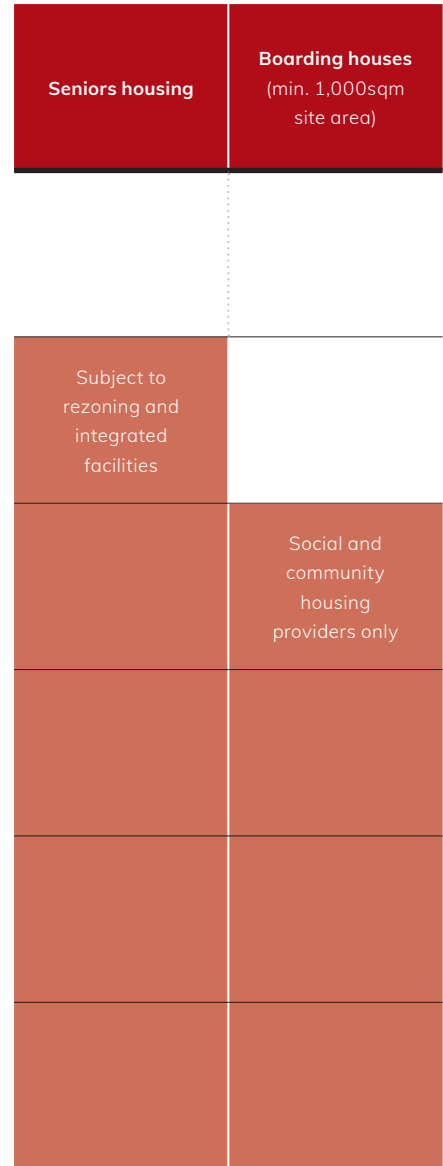 Seniors housing
Boarding houses
(min. 1,000sqm
site area)
Subject to
rezoning and
integrated
facilities
Social and
community
housing
providers only